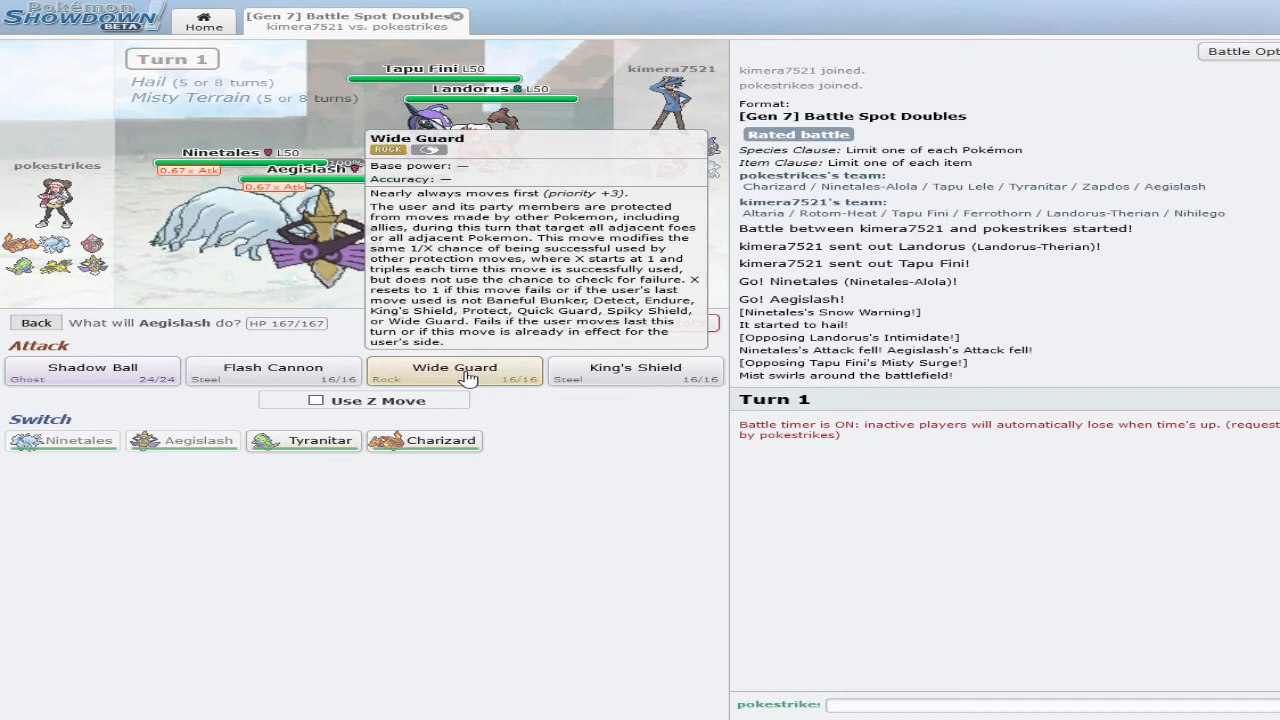 Pokémon
SHOWDOWN
BETA
Home
[Gen 7] Battle Spot Doubles
kimera7521 vs. pokestrikes
Turn 1
Hail (5 or 8 turns)
Misty Terrain (5 or 8 turns)
Tapu Fini L50
Landorus L50
kimera7521
pokestrikes
Ninetales L50
100%
0.67× Atk
Aegislash
0.67× Atk
Wide Guard
ROCK
Base power: —
Accuracy: —
Nearly always moves first (priority +3).
The user and its party members are protected
from moves made by other Pokemon, including
allies, during this turn that target all adjacent foes
or all adjacent Pokemon. This move modifies the
same 1/X chance of being successful used by
other protection moves, where X starts at 1 and
triples each time this move is successfully used,
but does not use the chance to check for failure. X
resets to 1 if this move fails or if the user's last
move used is not Baneful Bunker, Detect, Endure,
King's Shield, Protect, Quick Guard, Spiky Shield,
or Wide Guard. Fails if the user moves last this
turn or if this move is already in effect for the
user's side.
Back What will Aegislash do? HP 167/167
Attack
Shadow Ball
Ghost 24/24
Flash Cannon
Steel 16/16
Wide Guard
Rock 16/16
King's Shield
Steel 16/16
Use Z Move
Switch
Ninetales Aegislash Tyranitar Charizard
Battle Opt
kimera7521 joined.
pokestrikes joined.
Format:
[Gen 7] Battle Spot Doubles
Rated battle
Species Clause: Limit one of each Pokémon
Item Clause: Limit one of each item
pokestrikes's team:
Charizard / Ninetales-Alola / Tapu Lele / Tyranitar / Zapdos / Aegislash
kimera7521's team:
Altaria / Rotom-Heat / Tapu Fini / Ferrothorn / Landorus-Therian / Nihilego
Battle between kimera7521 and pokestrikes started!
kimera7521 sent out Landorus (Landorus-Therian)!
kimera7521 sent out Tapu Fini!
Go! Ninetales (Ninetales-Alola)!
Go! Aegislash!
[Ninetales's Snow Warning!]
It started to hail!
[Opposing Landorus's Intimidate!]
Ninetales's Attack fell! Aegislash's Attack fell!
[Opposing Tapu Fini's Misty Surge!]
Mist swirls around the battlefield!
Turn 1
Battle timer is ON: inactive players will automatically lose when time's up. (request
by pokestrikes)
pokestrikes: